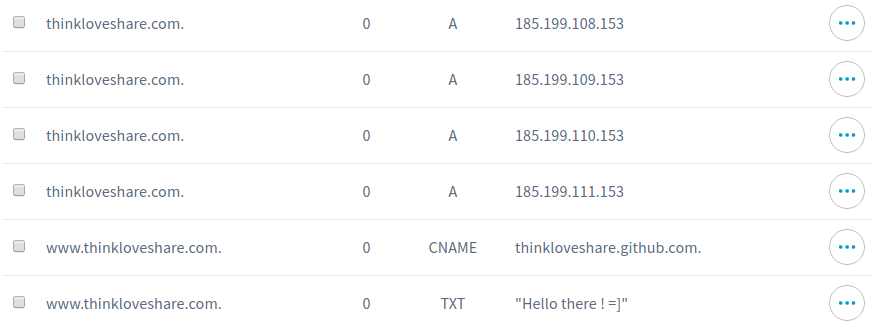 thinkloveshare.com. 0 A 185.199.108.153
thinkloveshare.com. 0 A 185.199.109.153
thinkloveshare.com. 0 A 185.199.110.153
thinkloveshare.com. 0 A 185.199.111.153
www.thinkloveshare.com. 0 CNAME thinkloveshare.github.com.
www.thinkloveshare.com. 0 TXT "Hello there ! =]"